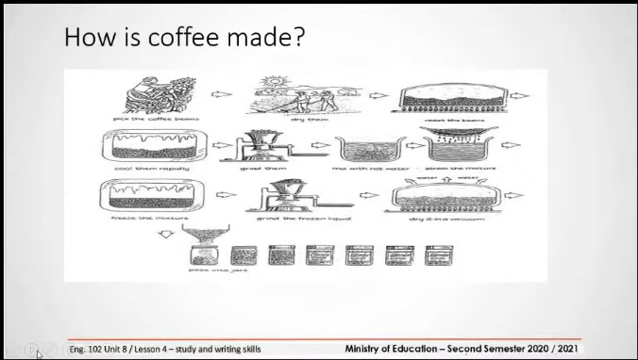 How is coffee made?
pick the coffee beans
dry them
roast the beans
cool them rapidly
grind them
mix with hot water
strain the mixture
water water
freeze the mixture
grind the frozen liquid
dry it in a vacuum
pack into jars
Eng. 102 Unit 8 / Lesson 4 – study and writing skills
Ministry of Education – Second Semester 2020 / 2021